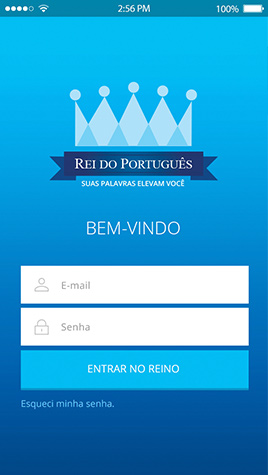 2:56 PM 100%
REI DO PORTUGUÊS
SUAS PALAVRAS ELEVAM VOCÊ
BEM-VINDO
E-mail
Senha
ENTRAR NO REINO
Esqueci minha senha.